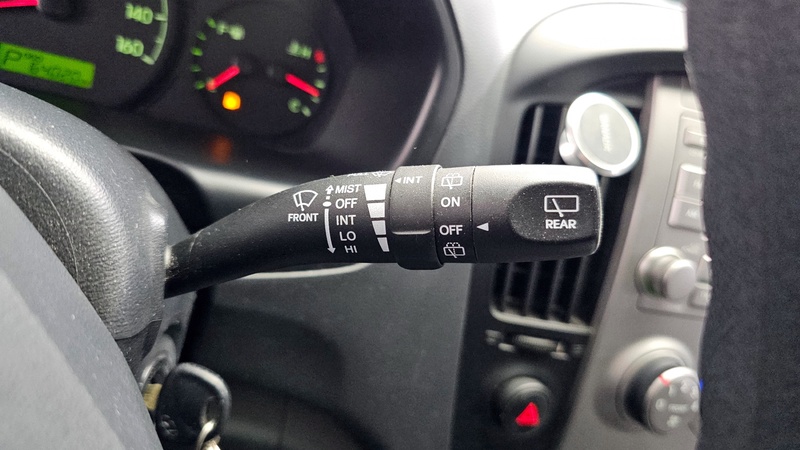 140
160
P
F
H
C
MIST
OFF
INT
LO
HI
FRONT
INT
ON
OFF
REAR